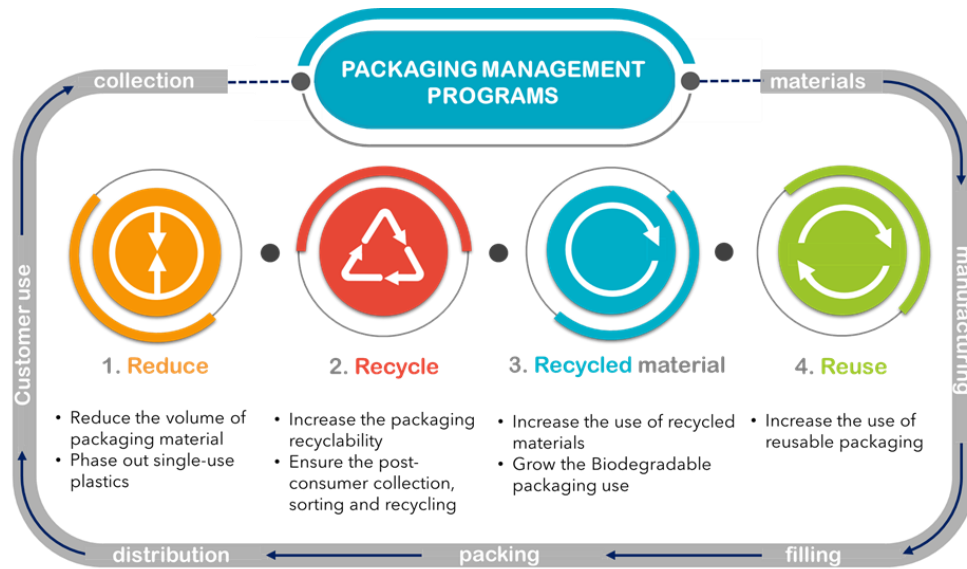 PACKAGING MANAGEMENT
PROGRAMS
collection
materials
manufacturing
filling
packing
distribution
Customer use
1. Reduce
• Reduce the volume of
packaging material
• Phase out single-use
plastics
2. Recycle
• Increase the packaging
recyclability
• Ensure the post-
consumer collection,
sorting and recycling
3. Recycled material
• Increase the use of recycled
materials
• Grow the Biodegradable
packaging use
4. Reuse
• Increase the use of
reusable packaging